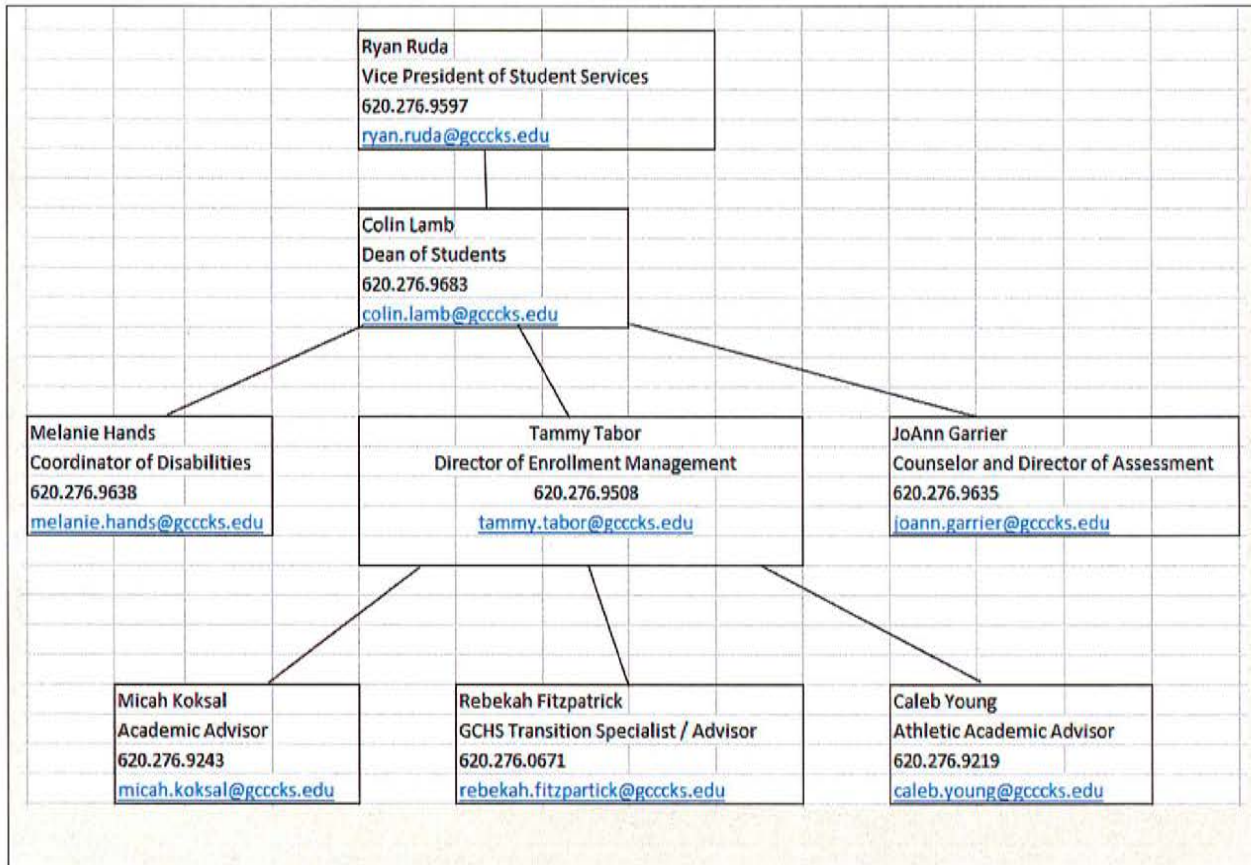 Ryan Ruda
Vice President of Student Services
620.276.9597
ryan.ruda@gcccks.edu
Colin Lamb
Dean of Students
620.276.9683
colin.lamb@gcccks.edu
Melanie Hands
Coordinator of Disabilities
620.276.9638
melanie.hands@gcccks.edu
Tammy Tabor
Director of Enrollment Management
620.276.9508
tammy.tabor@gcccks.edu
JoAnn Garrier
Counselor and Director of Assessment
620.276.9635
joann.garrier@gcccks.edu
Micah Koksal
Academic Advisor
620.276.9243
micah.koksal@gcccks.edu
Rebekah Fitzpatrick
GCHS Transition Specialist / Advisor
620.276.0671
rebekah.fitzpartick@gcccks.edu
Caleb Young
Athletic Academic Advisor
620.276.9219
caleb.young@gcccks.edu